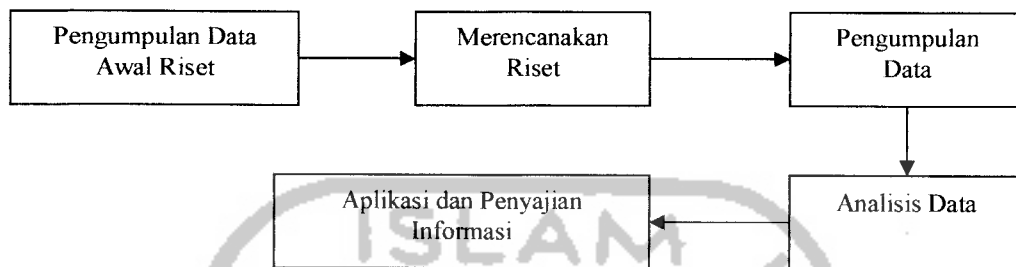 Pengumpulan Data
Awal Riset
Merencanakan
Riset
Pengumpulan
Data
Analisis Data
Aplikasi dan Penyajian
Informasi
ISLAM